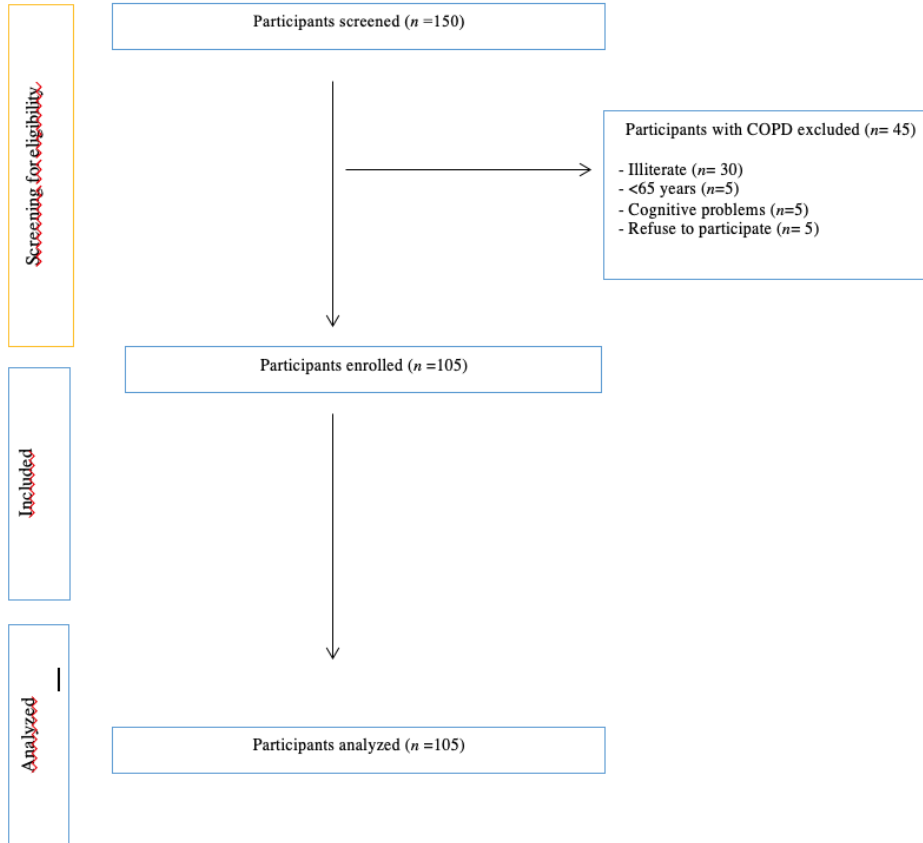 Participants screened (n =150)
Screening for eligibility
Participants with COPD excluded (n= 45)
- Illiterate (n= 30)
- <65 years (n=5)
- Cognitive problems (n=5)
- Refuse to participate (n= 5)
Participants enrolled (n =105)
Included
Analyzed
Participants analyzed (n =105)